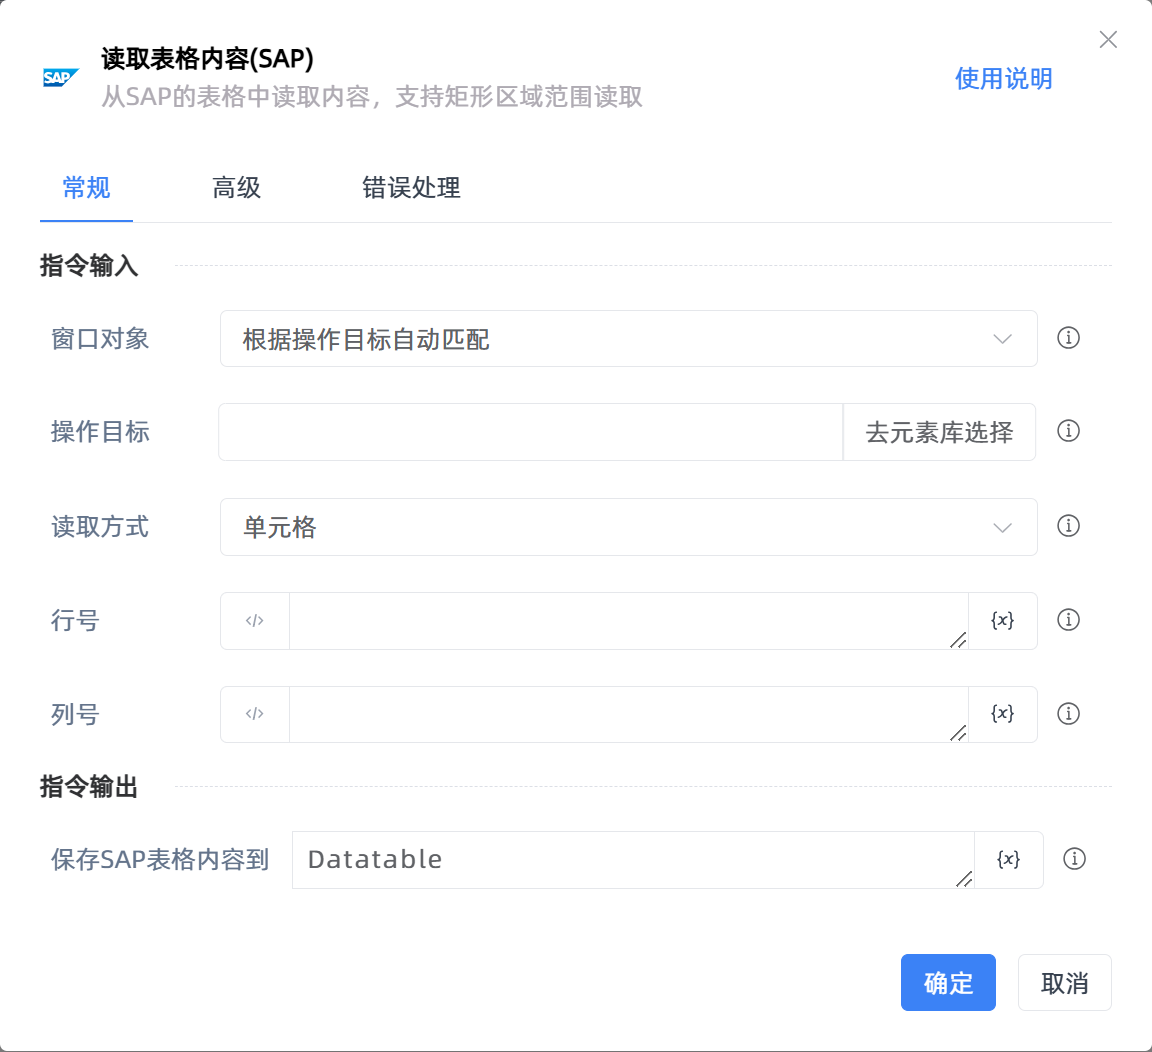 SAP
读取表格内容(SAP)
从SAP的表格中读取内容，支持矩形区域范围读取
使用说明
常规 高级 错误处理
指令输入
窗口对象 根据操作目标自动匹配
操作目标 去元素库选择
读取方式 单元格
行号 </> {x}
列号 </> {x}
指令输出
保存SAP表格内容到 Datatable {x}
确定 取消